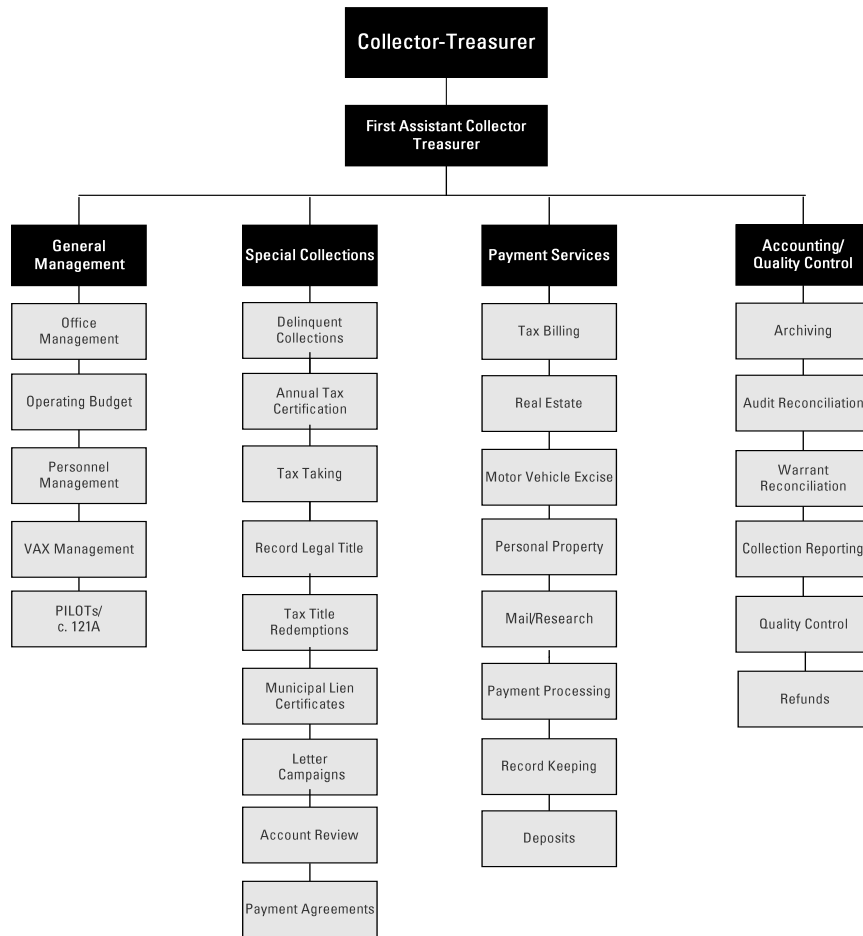 Collector-Treasurer
First Assistant Collector
Treasurer
General
Management
Office
Management
Operating Budget
Personnel
Management
VAX Management
PILOTs/
c. 121A
Special Collections
Delinquent
Collections
Annual Tax
Certification
Tax Taking
Record Legal Title
Tax Title
Redemptions
Municipal Lien
Certificates
Letter
Campaigns
Account Review
Payment Agreements
Payment Services
Tax Billing
Real Estate
Motor Vehicle Excise
Personal Property
Mail/Research
Payment Processing
Record Keeping
Deposits
Accounting/
Quality Control
Archiving
Audit Reconciliation
Warrant
Reconciliation
Collection Reporting
Quality Control
Refunds